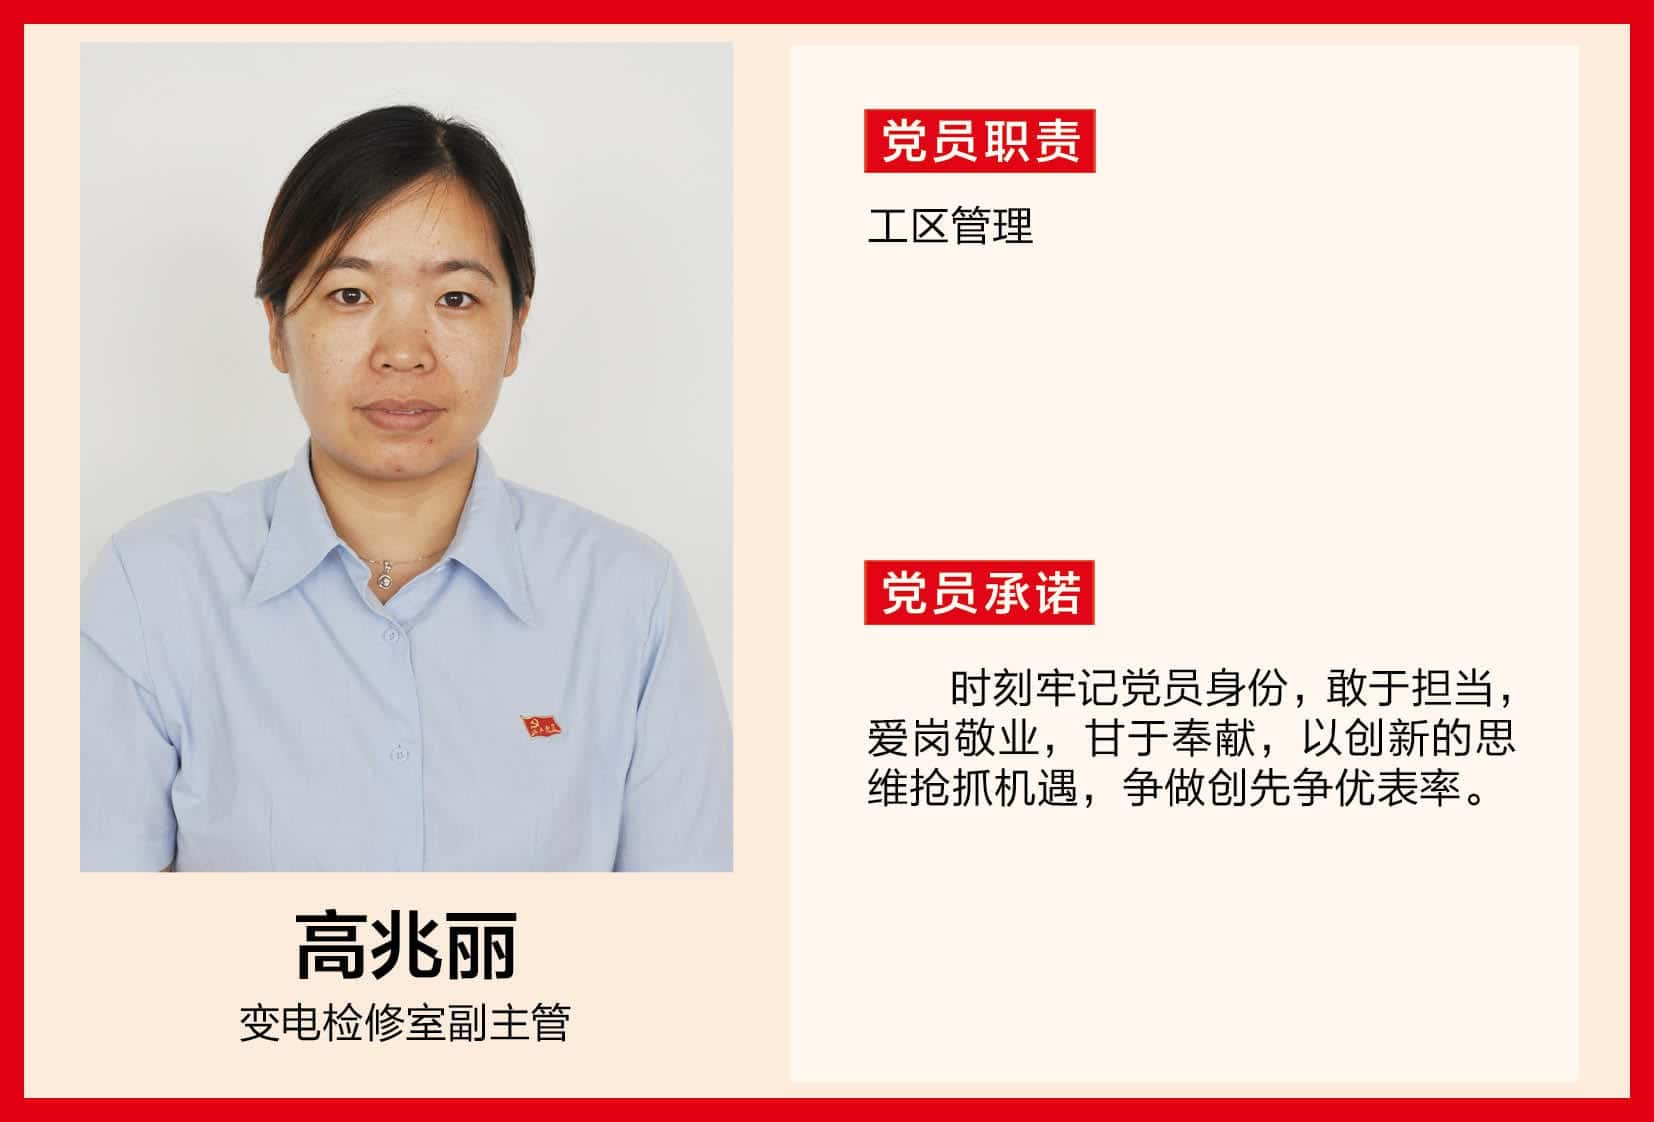 党员职责
工区管理
党员承诺
时刻牢记党员身份，敢于担当，
爱岗敬业，甘于奉献，以创新的思
维抢抓机遇，争做创先争优表率。
高兆丽
变电检修室副主管